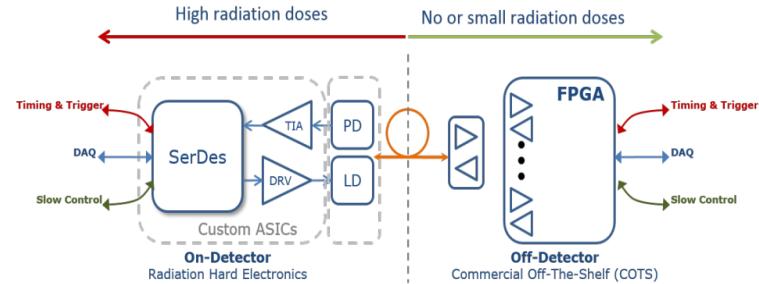 High radiation doses
No or small radiation doses
Timing & Trigger
DAQ
Slow Control
SerDes
TIA
DRV
PD
LD
Custom ASICs
FPGA
Timing & Trigger
DAQ
Slow Control
On-Detector
Radiation Hard Electronics
Off-Detector
Commercial Off-The-Shelf (COTS)